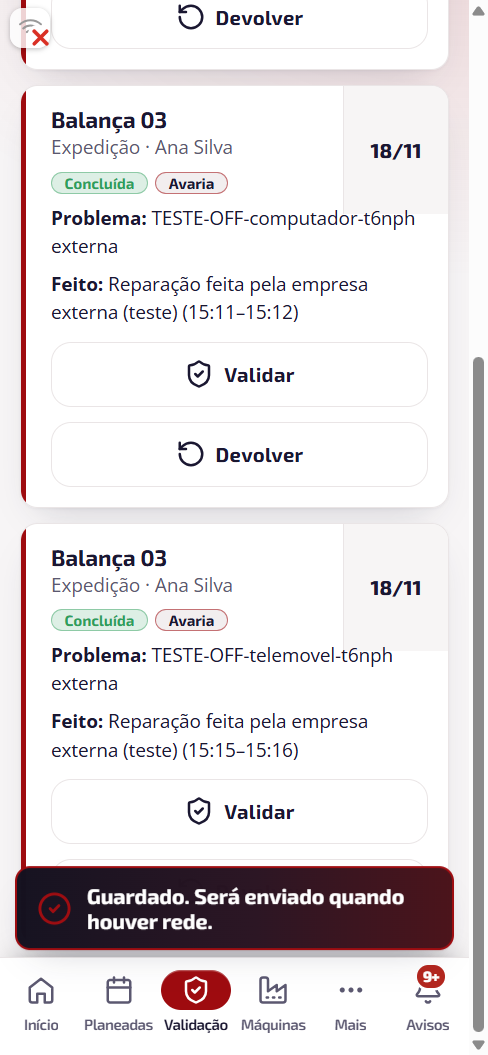 Devolver
Balança 03
18/11
Expedição · Ana Silva
Concluída
Avaria
Problema: TESTE-OFF-computador-t6nph
externa
Feito: Reparação feita pela empresa
externa (teste) (15:11–15:12)
Validar
Devolver
Balança 03
18/11
Expedição · Ana Silva
Concluída
Avaria
Problema: TESTE-OFF-telemovel-t6nph
externa
Feito: Reparação feita pela empresa
externa (teste) (15:15–15:16)
Validar
Guardado. Será enviado quando
houver rede.
9+
Início
Planeadas
Validação
Máquinas
Mais
Avisos